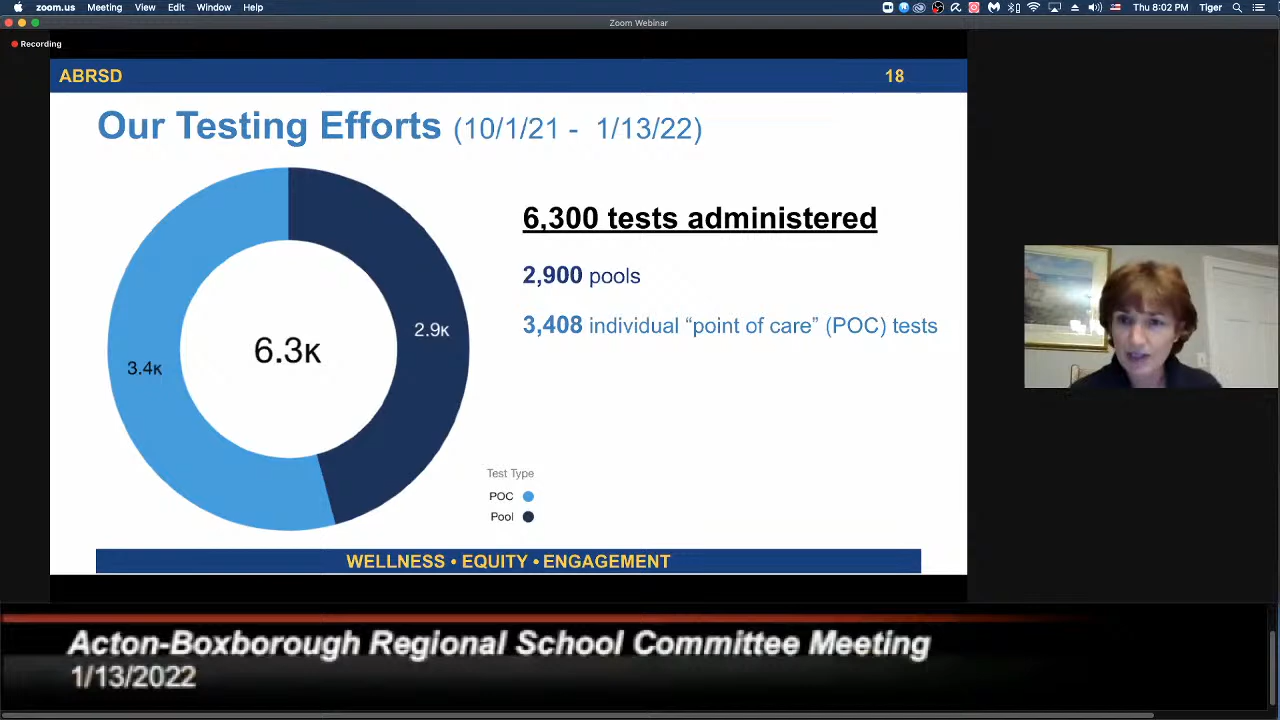 zoom.us Meeting View Edit Window Help Thu 8:02 PM Tiger
Zoom Webinar
Recording
ABRSD 18
Our Testing Efforts (10/1/21 - 1/13/22)
6,300 tests administered
2,900 pools
3,408 individual “point of care” (POC) tests
2.9K
6.3K
3.4K
Test Type
POC
Pool
WELLNESS • EQUITY • ENGAGEMENT
Acton-Boxborough Regional School Committee Meeting
1/13/2022